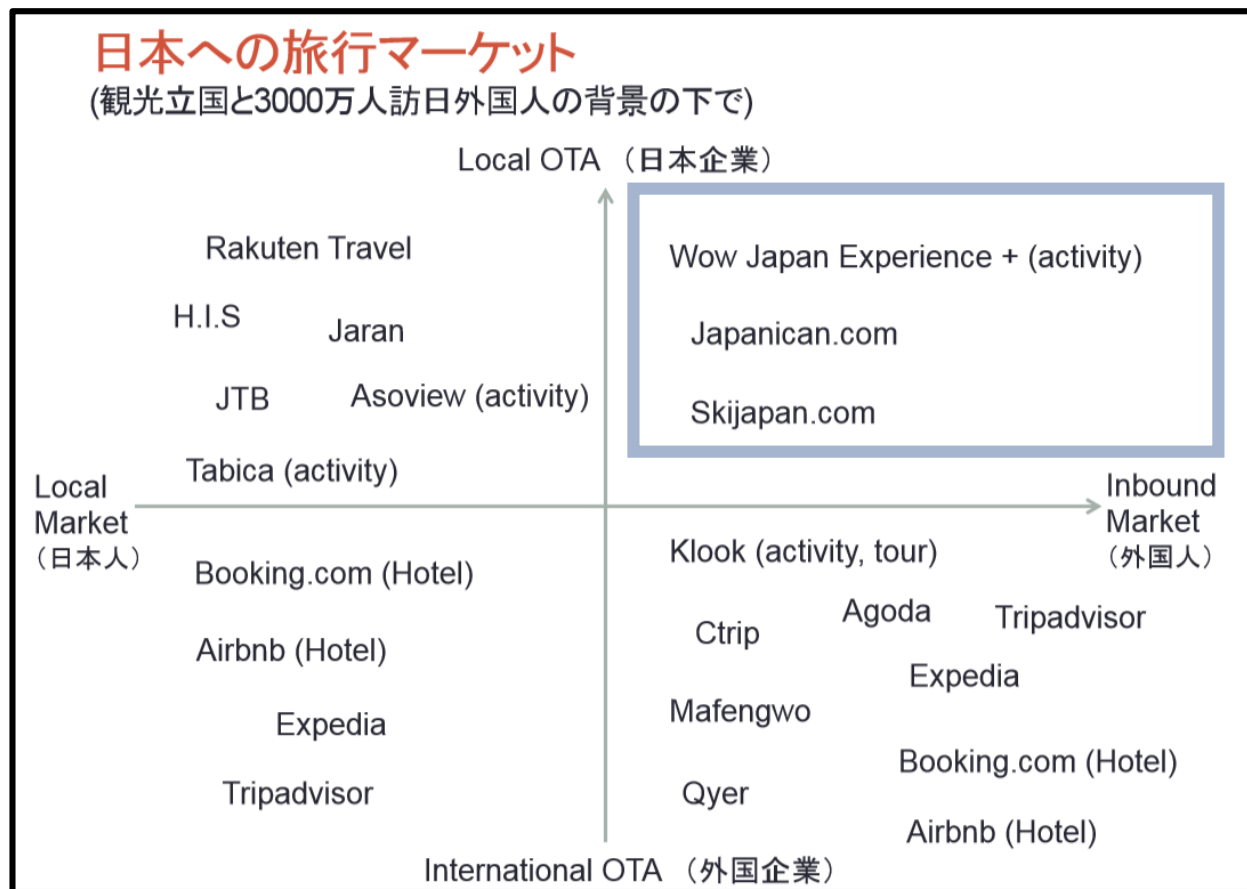 日本への旅行マーケット
(観光立国と3000万人訪日外国人の背景の下で)
Local OTA （日本企業）
Rakuten Travel
H.I.S
Jaran
JTB
Asoview (activity)
Tabica (activity)
Wow Japan Experience + (activity)
Japanican.com
Skijapan.com
Local
Market
（日本人）
Inbound
Market
（外国人）
Booking.com (Hotel)
Airbnb (Hotel)
Expedia
Tripadvisor
Klook (activity, tour)
Agoda
Tripadvisor
Ctrip
Expedia
Mafengwo
Booking.com (Hotel)
Qyer
Airbnb (Hotel)
International OTA （外国企業）